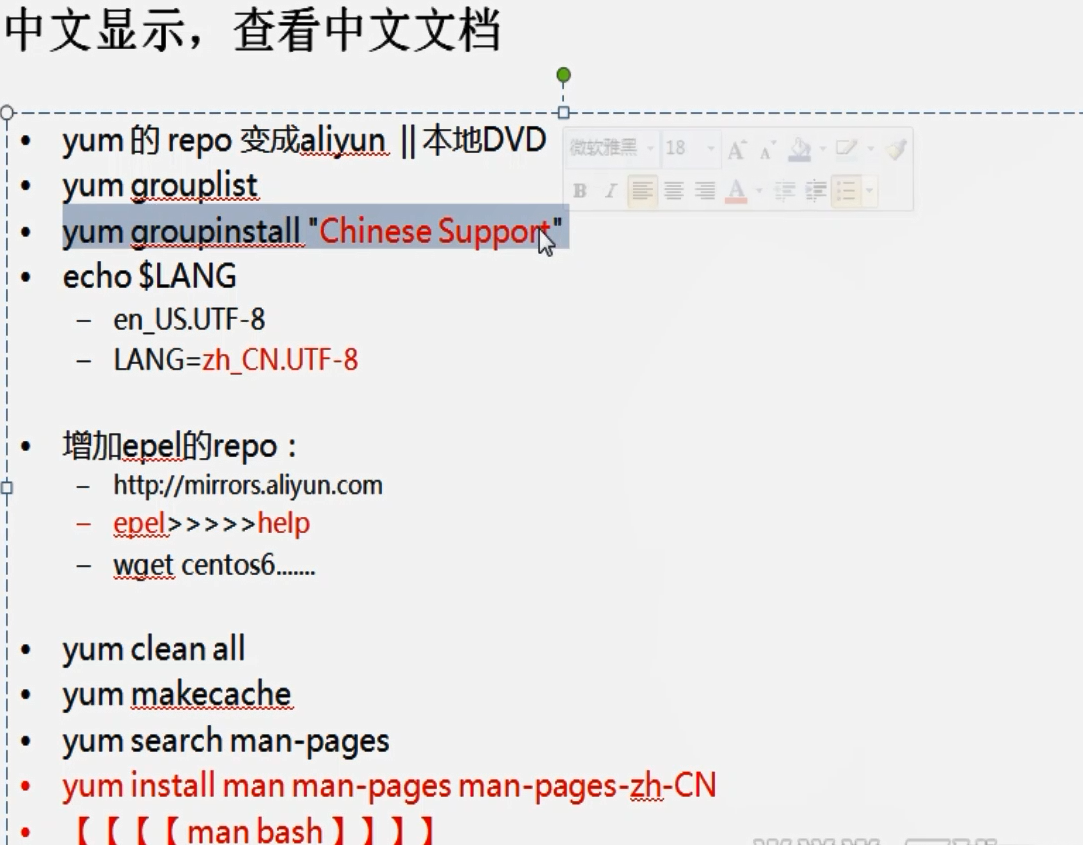 中文显示，查看中文文档
• yum 的 repo 变成aliyun || 本地DVD
微软雅黑 18
B I A
• yum grouplist
• yum groupinstall "Chinese Support"
• echo $LANG
– en_US.UTF-8
– LANG=zh_CN.UTF-8
• 增加epel的repo：
– http://mirrors.aliyun.com
– epel>>>>>help
– wget centos6.......
• yum clean all
• yum makecache
• yum search man-pages
• yum install man man-pages man-pages-zh-CN
• 【【【【 man bash 】】】】